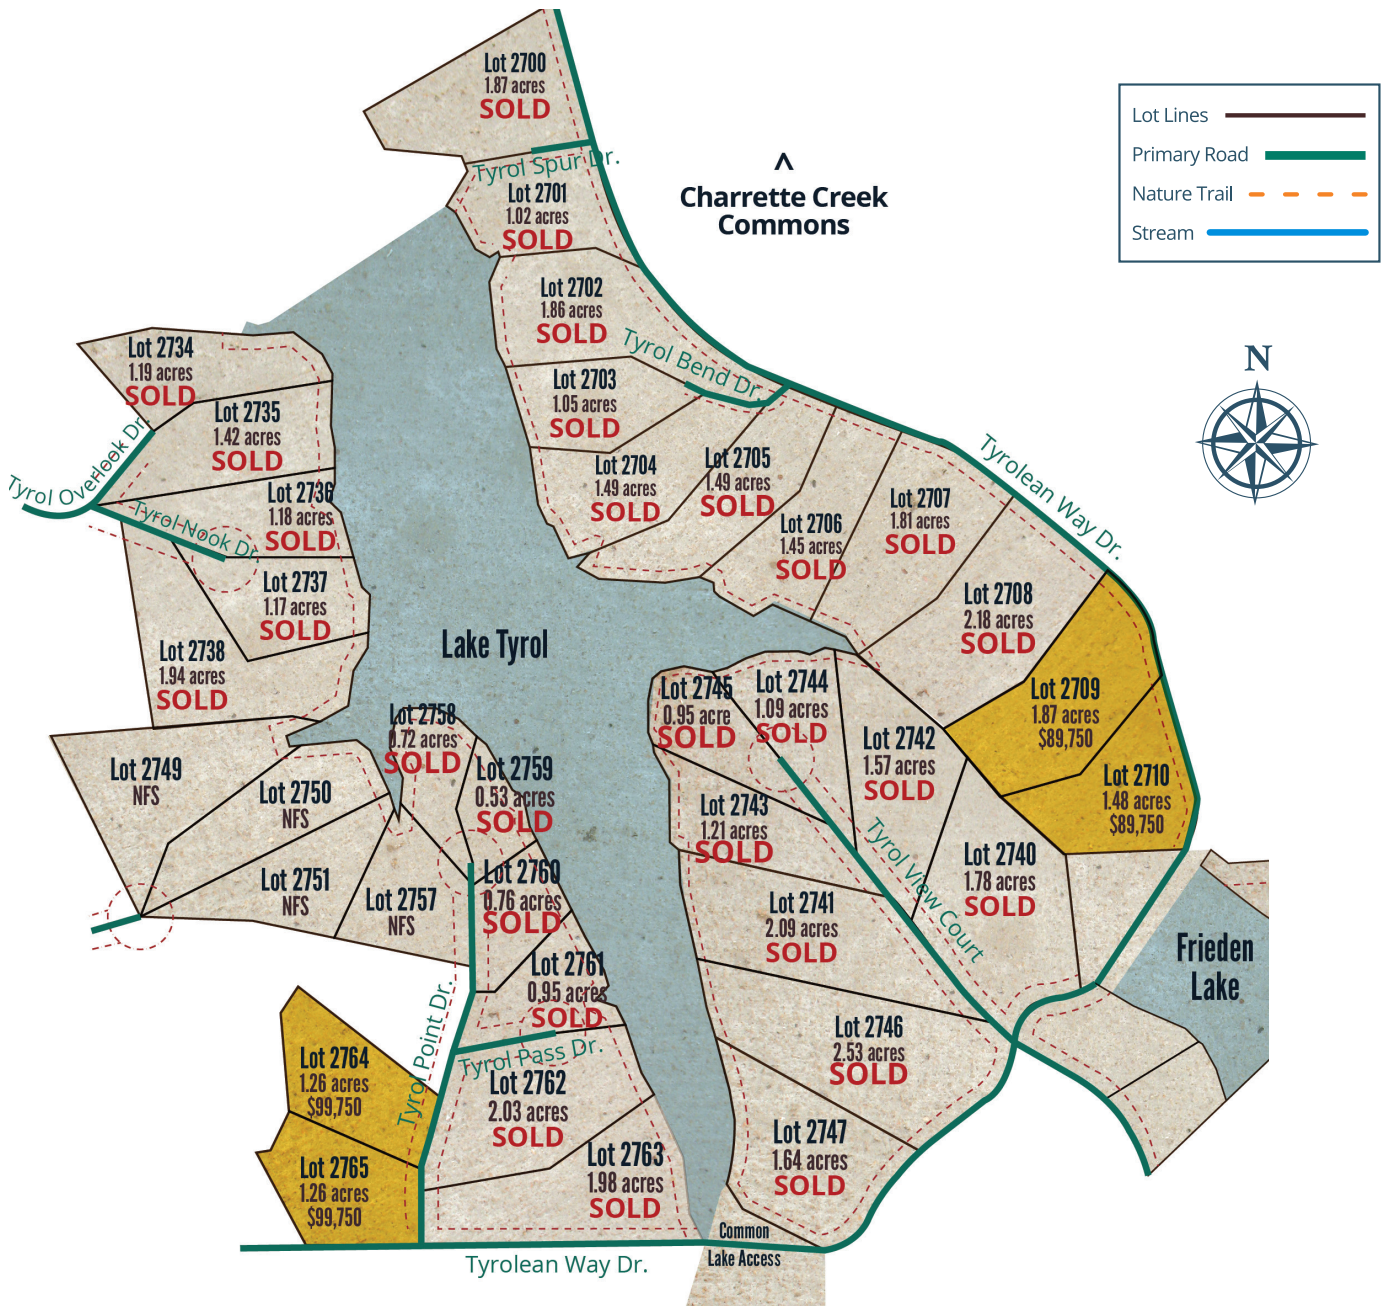 Lot 2700
1.87 acres
SOLD
Tyrol Spur Dr.
Lot 2701
1.02 acres
SOLD
^
Charrette Creek
Commons
Lot Lines
Primary Road
Nature Trail
Stream
N
Lot 2702
1.86 acres
SOLD
Tyrol Bend Dr.
Lot 2703
1.05 acres
SOLD
Lot 2704
1.49 acres
SOLD
Lot 2705
1.49 acres
SOLD
Lot 2706
1.45 acres
SOLD
Lot 2707
1.81 acres
SOLD
Tyrolean Way Dr.
Lot 2708
2.18 acres
SOLD
Lot 2709
1.87 acres
$89,750
Lot 2710
1.48 acres
$89,750
Lot 2734
1.19 acres
SOLD
Lot 2735
1.42 acres
SOLD
Tyrol Overlook Dr.
Lot 2736
1.18 acres
SOLD
Tyrol Nook Dr.
Lot 2737
1.17 acres
SOLD
Lot 2738
1.94 acres
SOLD
Lake Tyrol
Lot 2745
0.95 acre
SOLD
Lot 2744
1.09 acres
SOLD
Lot 2742
1.57 acres
SOLD
Lot 2743
1.21 acres
SOLD
Tyrol View Court
Lot 2740
1.78 acres
SOLD
Lot 2741
2.09 acres
SOLD
Frieden
Lake
Lot 2749
NFS
Lot 2750
NFS
Lot 2751
NFS
Lot 2757
NFS
Lot 2758
0.72 acres
SOLD
Lot 2759
0.53 acres
SOLD
Lot 2760
0.76 acres
SOLD
Lot 2761
0.95 acres
SOLD
Tyrol Point Dr.
Tyrol Pass Dr.
Lot 2746
2.53 acres
SOLD
Lot 2764
1.26 acres
$99,750
Lot 2762
2.03 acres
SOLD
Lot 2747
1.64 acres
SOLD
Lot 2765
1.26 acres
$99,750
Lot 2763
1.98 acres
SOLD
Common
Lake Access
Tyrolean Way Dr.